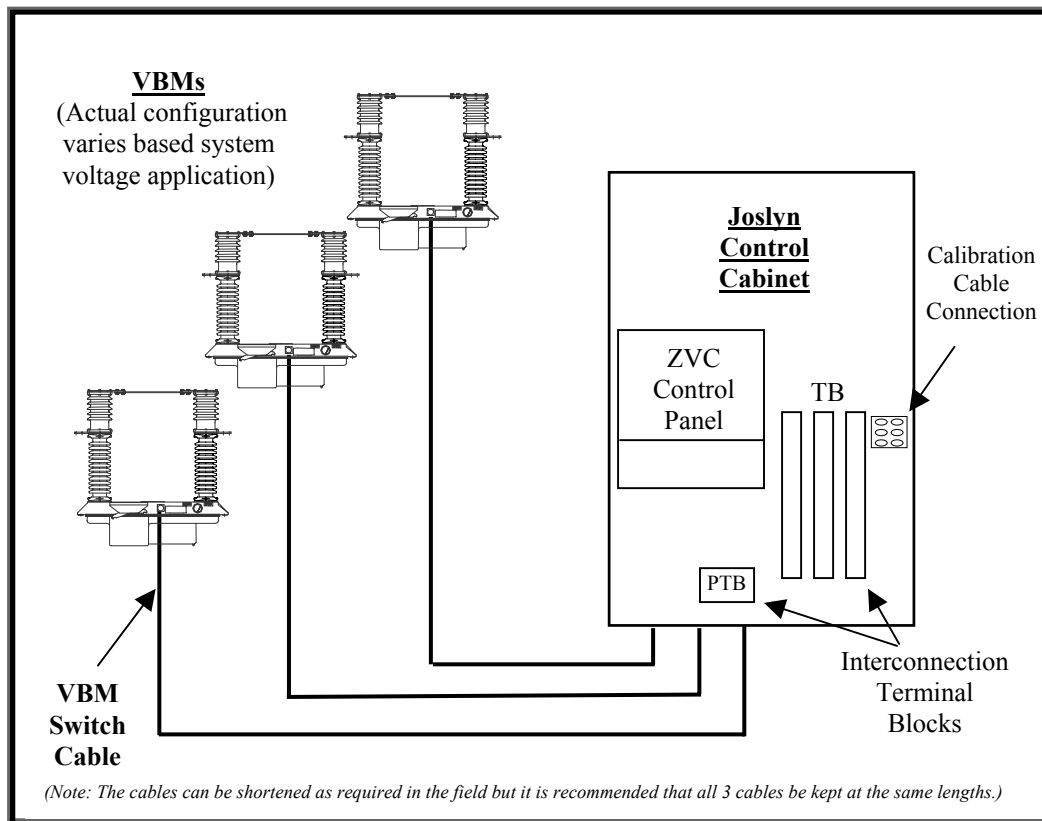 VBMs
(Actual configuration
varies based system
voltage application)
Joslyn
Control
Cabinet
Calibration
Cable
Connection
ZVC
Control
Panel
TB
PTB
Interconnection
Terminal
Blocks
VBM
Switch
Cable
(Note: The cables can be shortened as required in the field but it is recommended that all 3 cables be kept at the same lengths.)